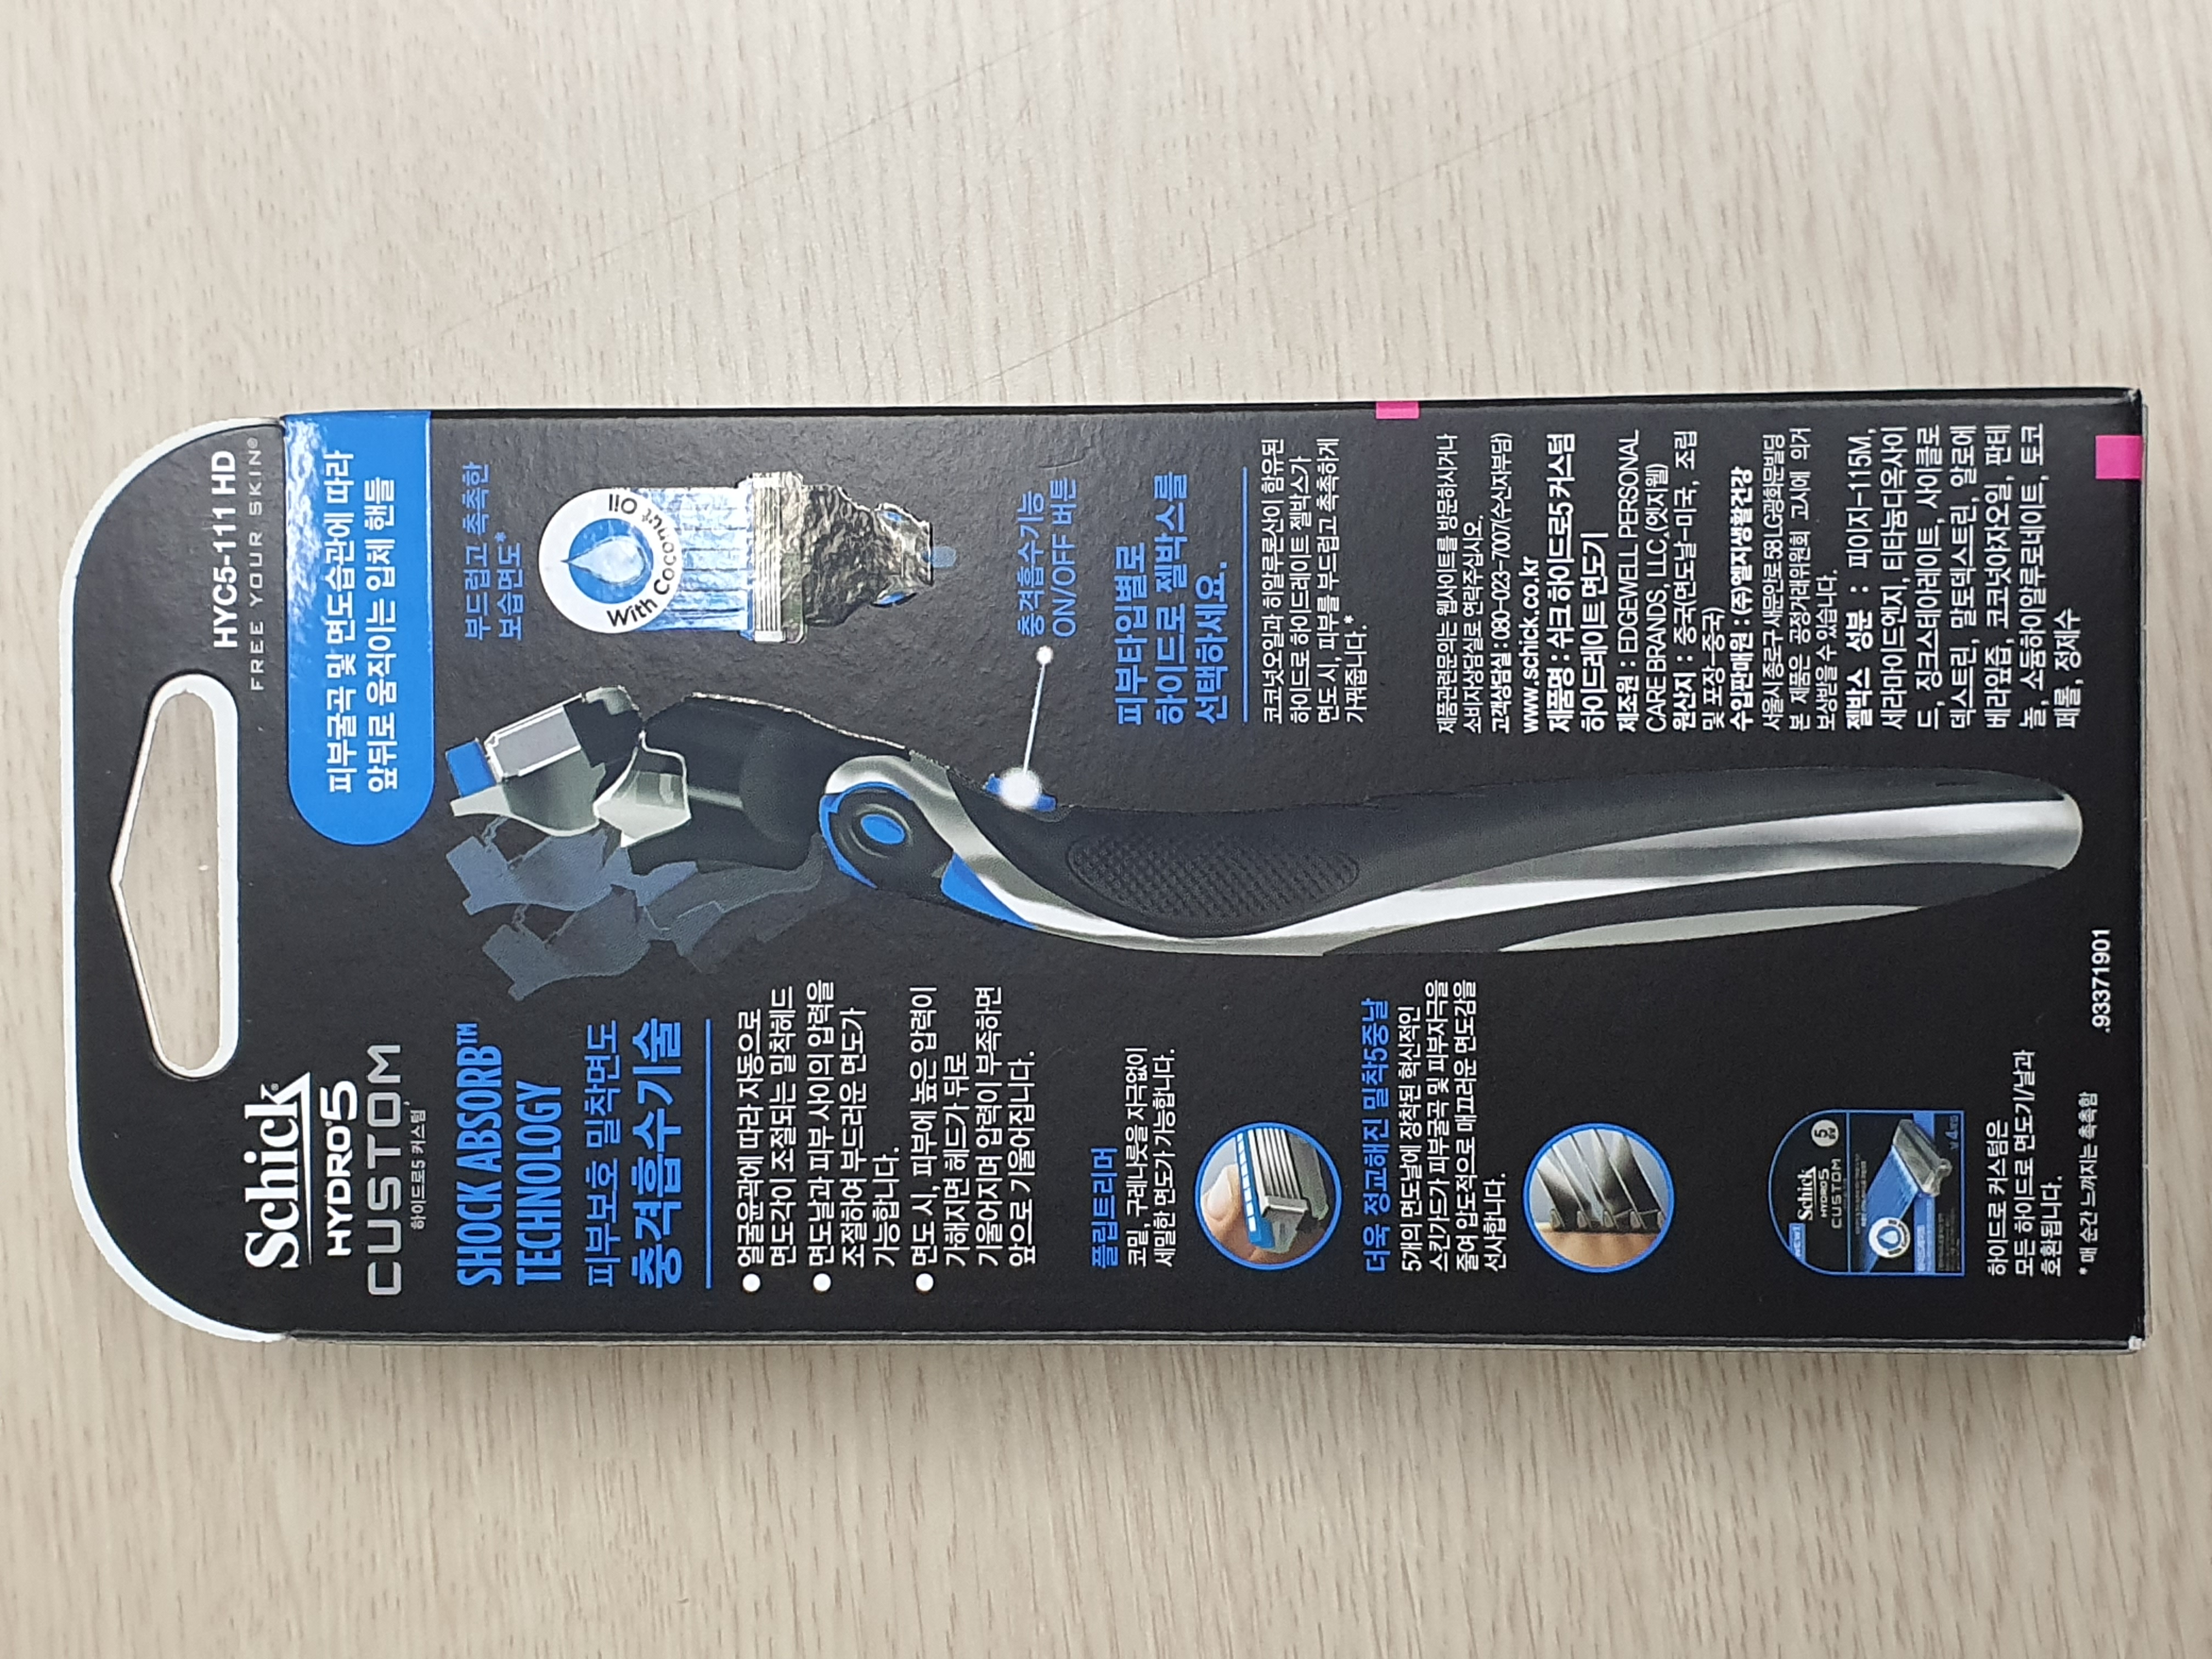 HYC5-111 HD
FREE YOUR SKIN®
Schick®
HYDRO®5
CUSTOM
하이드로5 커스텀
피부굴곡 및 면도습관에 따라
앞뒤로 움직이는 입체 핸들
SHOCK ABSORB™
TECHNOLOGY
피부보호 밀착면도
충격흡수기술
● 얼굴윤곽에 따라 자동으로
면도각이 조절되는 밀착헤드
● 면도날과 피부 사이의 압력을
조절하여 부드러운 면도가
가능합니다.
● 면도 시, 피부에 높은 압력이
가해지면 헤드가 뒤로
기울어지며 압력이 부족하면
앞으로 기울어집니다.
플립트리머
코밑, 구레나룻을 자극없이
세밀한 면도가 가능합니다.
더욱 정교해진 밀착5중날
5개의 면도날에 장착된 혁신적인
스킨가드가 피부굴곡 및 피부자극을
줄여 압도적으로 매끄러운 면도감을
선사합니다.
NEW!
Schick
HYDRO5
CUSTOM
5
날 4개입
하이드로 커스텀은
모든 하이드로 면도기/날과
호환됩니다.
* 매 순간 느껴지는 촉촉함
.93371901
부드럽고 촉촉한
보습면도*
With Coconut Oil
충격흡수기능
ON/OFF 버튼
피부타입별로
하이드로 젤박스를
선택하세요.
코코넛오일과 히알루론산이 함유된
하이드로 하이드레이트 젤박스가
면도 시, 피부를 부드럽고 촉촉하게
가꿔줍니다.*
제품관련문의는 웹사이트를 방문하시거나
소비자상담실로 연락주십시오.
고객상담실 : 080-023-7007(수신자부담)
www.schick.co.kr
제품명 : 쉬크 하이드로5 커스텀
하이드레이트 면도기
제조원 : EDGEWELL PERSONAL
CARE BRANDS, LLC.(엣지웰)
원산지 : 중국(면도날-미국, 조립
및 포장-중국)
수입판매원 : (주)엘지생활건강
서울시 종로구 새문안로 58 LG광화문빌딩
본 제품은 공정거래위원회 고시에 의거
보상받을 수 있습니다.
젤박스 성분 : 피이지-115M,
세라마이드엔지, 티타늄디옥사이
드, 징크스테아레이트, 사이클로
덱스트린, 말토덱스트린, 알로에
베라잎즙, 코코넛야자오일, 판테
놀, 소듐하이알루로네이트, 토코
페롤, 정제수